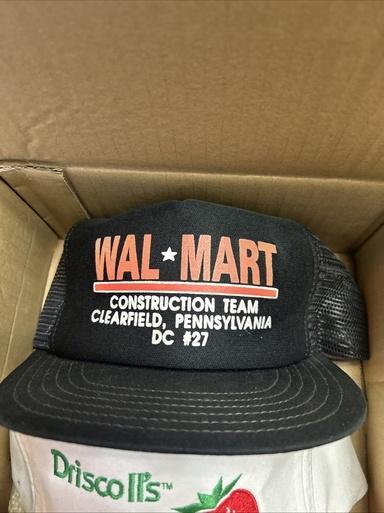 WAL★MART
CONSTRUCTION TEAM
CLEARFIELD, PENNSYLVANIA
DC #27
Driscoll's™